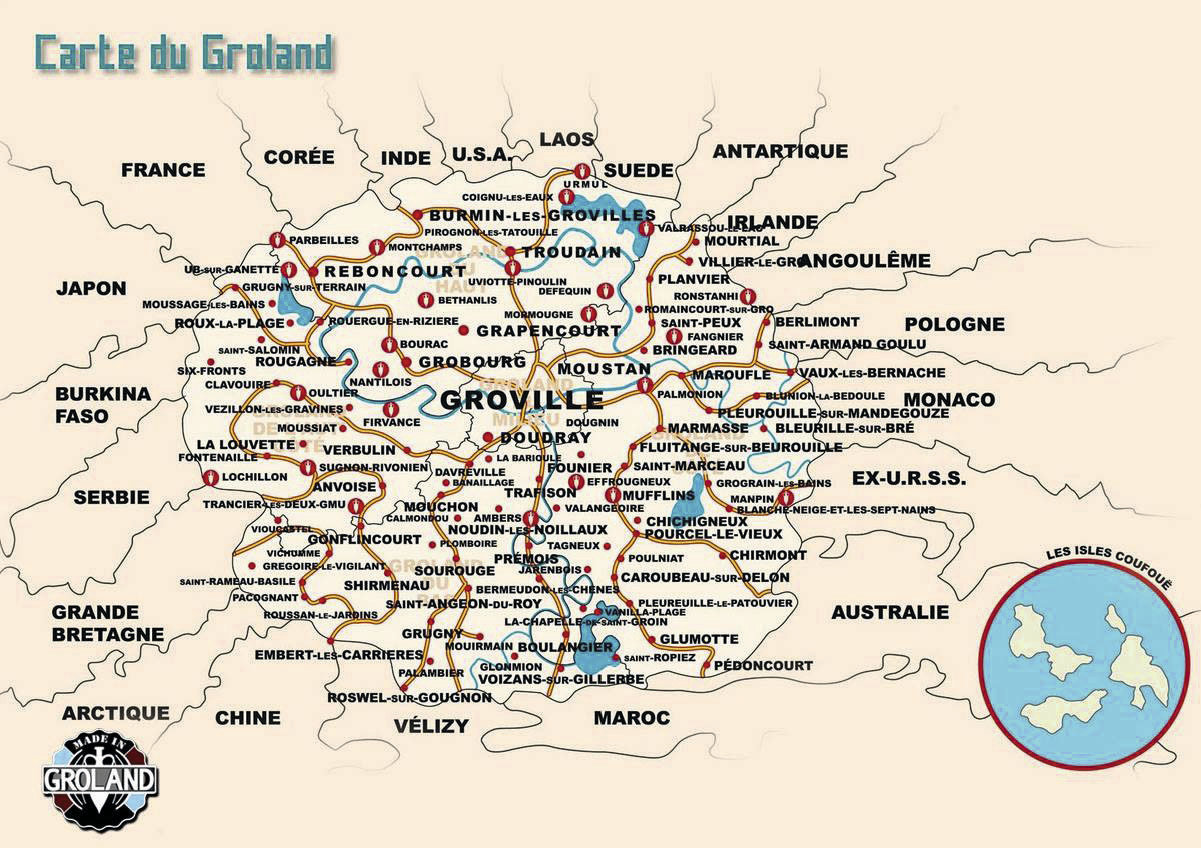 Carte du Groland
LAOS
CORÉE
INDE
U.S.A.
ANTARTIQUE
FRANCE
SUEDE
URMUL
COIGNU-LES-EAUX
BURMIN-LES-GROVILLES
IRLANDE
VALRASSOU-LE-LAO
PIROGNON-LES-TATOUILLE
PARBEILLES
MONTCHAMPS
MOURTIAL
GROLAND
DU
HAUT
TROUDAIN
VILLIER-LE-GRO
ANGOULÊME
UB-SUR-GANETTE
REBONCOURT
UVIOTTE-PINOULIN
PLANVIER
JAPON
GRUGNY-SUR-TERRAIN
DEFEQUIN
RONSTANHI
MOUSSAGE-LES-BAINS
BETHANLIS
ROMAINCOURT-SUR-GRO
MORMOUGNE
ROUX-LA-PLAGE
ROUERGUE-EN-RIZIERE
GRAPENCOURT
SAINT-PEUX
BERLIMONT
POLOGNE
FANGNIER
BOURAC
SAINT-ARMAND GOULU
SAINT-SALOMIN
BRINGEARD
ROUGAGNE
GROBOURG
SIX-FRONTS
MOUSTAN
MAROUFLE
VAUX-LES-BERNACHE
CLAVOUIRE
NANTILOIS
GROLAND
DU
MILIEU
BURKINA
FASO
OULTIER
PALMONION
BLUNION-LA-BEDOULE
MONACO
GROVILLE
VEZILLON-LES-GRAVINES
GROLAND
DE
CÔTÉ
PLEUROUILLE-SUR-MANDEGOUZE
FIRVANCE
DOUGNIN
MOUSSIAT
MARMASSE
BLEURILLE-SUR-BRÉ
GROLAND
DOUDRAY
LA LOUVETTE
VERBULIN
FLUITANGE-SUR-BEUROUILLE
FONTENAILLE
LA BARIOULE
SUGNON-RIVONIEN
DAVREVILLE
FOUNIER
SAINT-MARCEAU
LOCHILLON
BANAILLAGE
EFFROUGNEUX
GROGRAIN-LES-BAINS
EX-U.R.S.S.
ANVOISE
TRAFISON
MUFFLINS
MANPIN
SERBIE
TRANCIER-LES-DEUX-GMU
MOUCHON
VALANGEOIRE
BLANCHE-NEIGE-ET-LES-SEPT-NAINS
CALMONDOU
AMBERS
CHICHIGNEUX
VIOUCASTEL
NOUDIN-LES-NOILLAUX
POURCEL-LE-VIEUX
GONFLINCOURT
PLOMBOIRE
TAGNEUX
VICHUMME
CHIRMONT
PRÉMOIS
POULNIAT
GREGOIRE-LE-VIGILANT
GROLAND
DU
BAS
SOUROUGE
JARENBOIS
SAINT-RAMEAU-BASILE
SHIRMENAU
CAROUBEAU-SUR-DELON
BERMEUDON-LES-CHÈNES
PACOGNANT
SAINT-ANGEON-DU-ROY
PLEUREUILLE-LE-PATOUVIER
VANILLA-PLAGE
GRANDE
BRETAGNE
ROUSSAN-LE-JARDINS
LA-CHAPELLE-DE-SAINT-GROIN
AUSTRALIE
GRUGNY
GLUMOTTE
MOUIRMAIN
BOULANGIER
EMBERT-LES-CARRIERES
SAINT-ROPIEZ
PÉDONCOURT
GLONMION
PALAMBIER
VOIZANS-SUR-GILLERBE
ROSWEL-SUR-GOUGNON
ARCTIQUE
CHINE
VÉLIZY
MAROC
LES ISLES COUFOUÉ
MADE IN
GROLAND